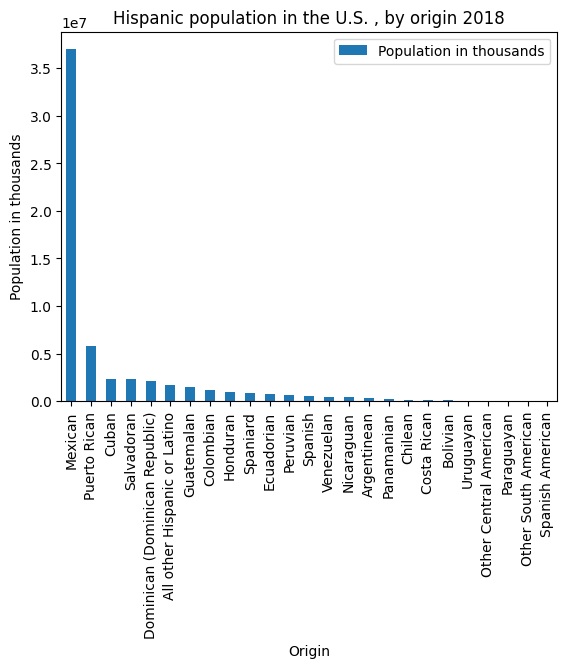 Hispanic population in the U.S. , by origin 2018
1e7
Population in thousands
Population in thousands
3.5
3.0
2.5
2.0
1.5
1.0
0.5
0.0
Mexican
Puerto Rican
Cuban
Salvadoran
Dominican (Dominican Republic)
All other Hispanic or Latino
Guatemalan
Colombian
Honduran
Spaniard
Ecuadorian
Peruvian
Spanish
Venezuelan
Nicaraguan
Argentinean
Panamanian
Chilean
Costa Rican
Bolivian
Uruguayan
Other Central American
Paraguayan
Other South American
Spanish American
Origin